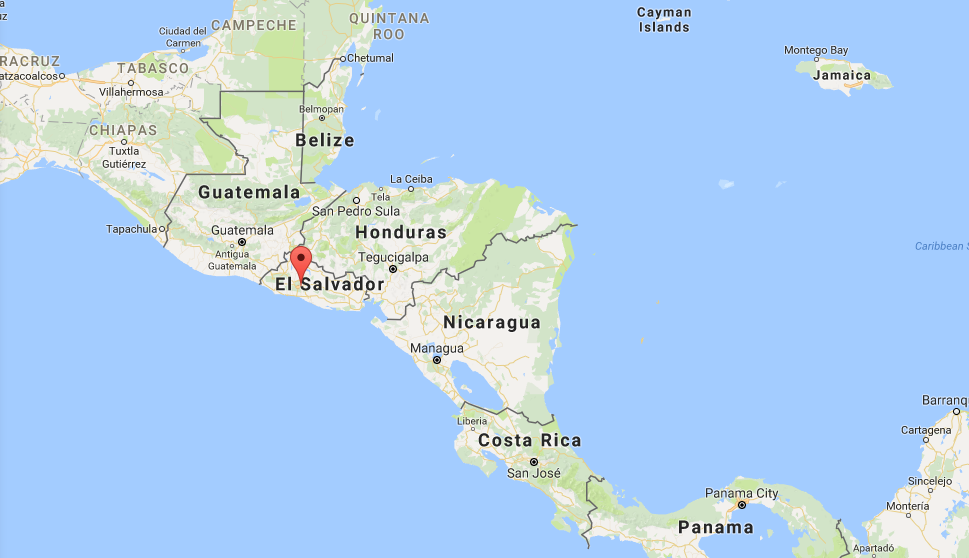 a
uz
CAMPECHE
QUINTANA
ROO
Cayman
Islands
Ciudad del
Carmen
Chetumal
Montego Bay
Jamaica
RACRUZ
atzacoalcos
TABASCO
Villahermosa
Belmopan
Belize
CHIAPAS
Tuxtla
Gutiérrez
La Ceiba
Tela
Guatemala
San Pedro Sula
Tapachula
Guatemala
Honduras
Antigua
Guatemala
Tegucigalpa
Caribbean S
El Salvador
Nicaragua
Managua
Barranq
Liberia
Cartagena
Costa Rica
San José
Sincelejo
Panama City
Montería
Panama
Apartadó